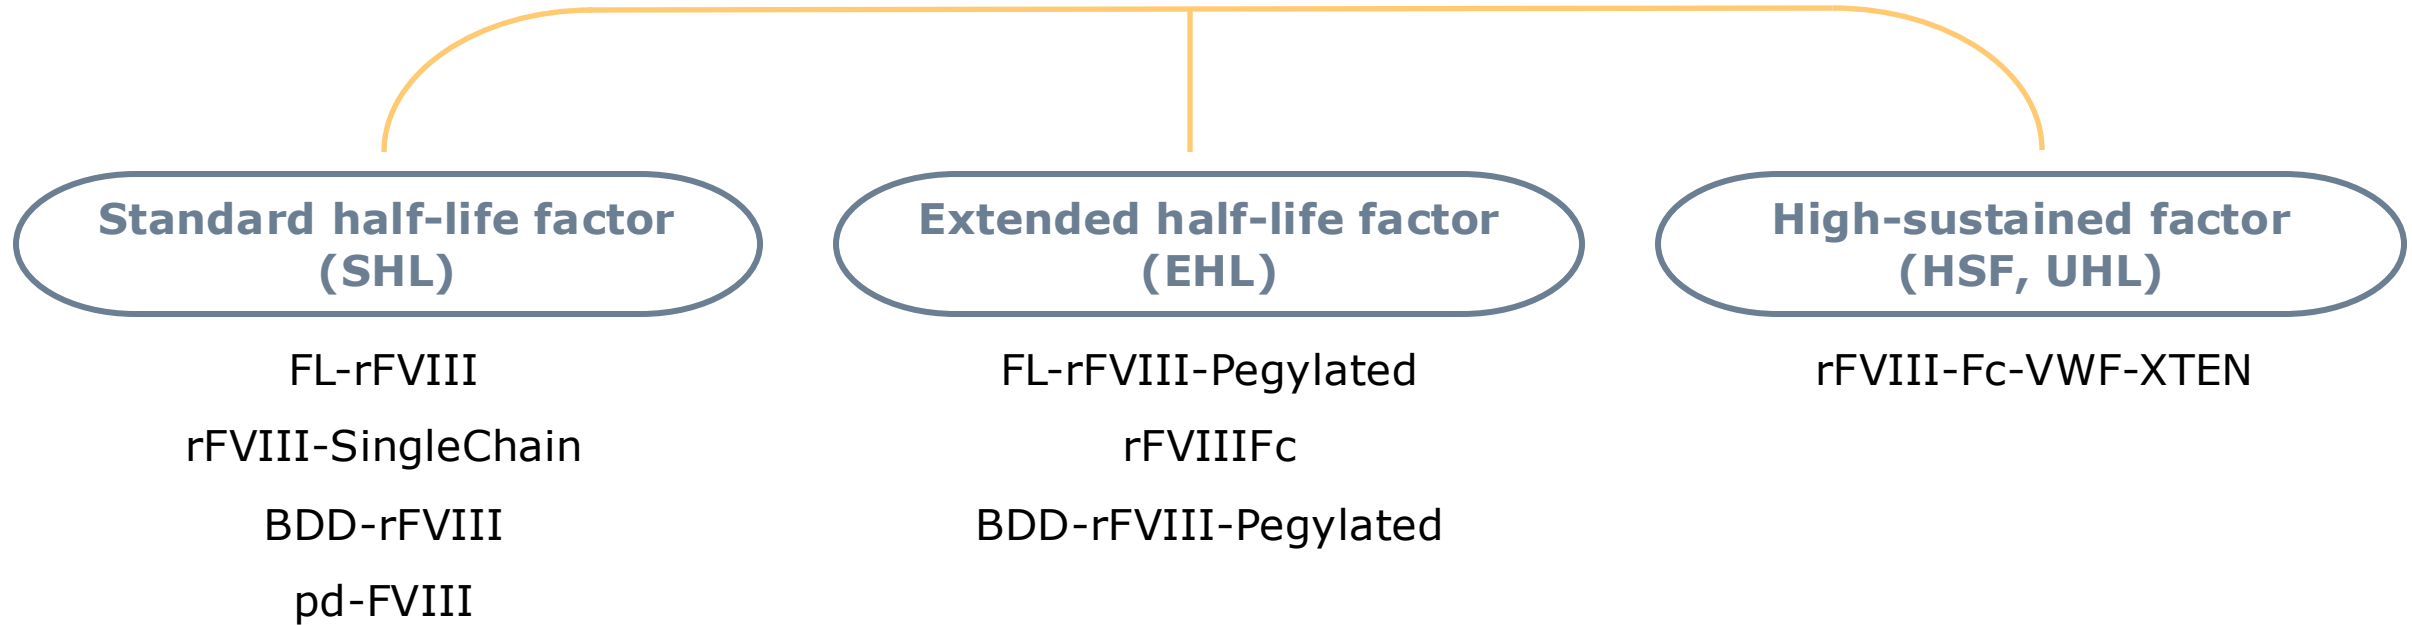 Standard half-life factor
(SHL)
FL-rFVIII
rFVIII-SingleChain
BDD-rFVIII
pd-FVIII
Extended half-life factor
(EHL)
FL-rFVIII-Pegylated
rFVIIIFc
BDD-rFVIII-Pegylated
High-sustained factor
(HSF, UHL)
rFVIII-Fc-VWF-XTEN